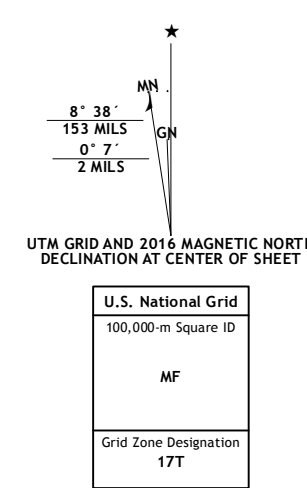 MN
8° 38´
153 MILS
GN
0° 7´
2 MILS
UTM GRID AND 2016 MAGNETIC NORTH
DECLINATION AT CENTER OF SHEET
U.S. National Grid
100,000-m Square ID
MF
Grid Zone Designation
17T